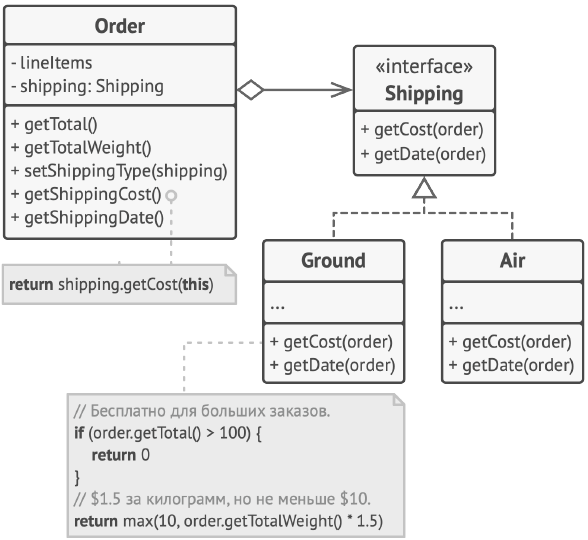 Order
- lineItems
- shipping: Shipping
+ getTotal()
+ getTotalWeight()
+ setShippingType(shipping)
+ getShippingCost()
+ getShippingDate()
return shipping.getCost(this)
«interface»
Shipping
+ getCost(order)
+ getDate(order)
Ground
...
+ getCost(order)
+ getDate(order)
Air
...
+ getCost(order)
+ getDate(order)
// Бесплатно для больших заказов.
if (order.getTotal() > 100) {
return 0
}
// $1.5 за килограмм, но не меньше $10.
return max(10, order.getTotalWeight() * 1.5)